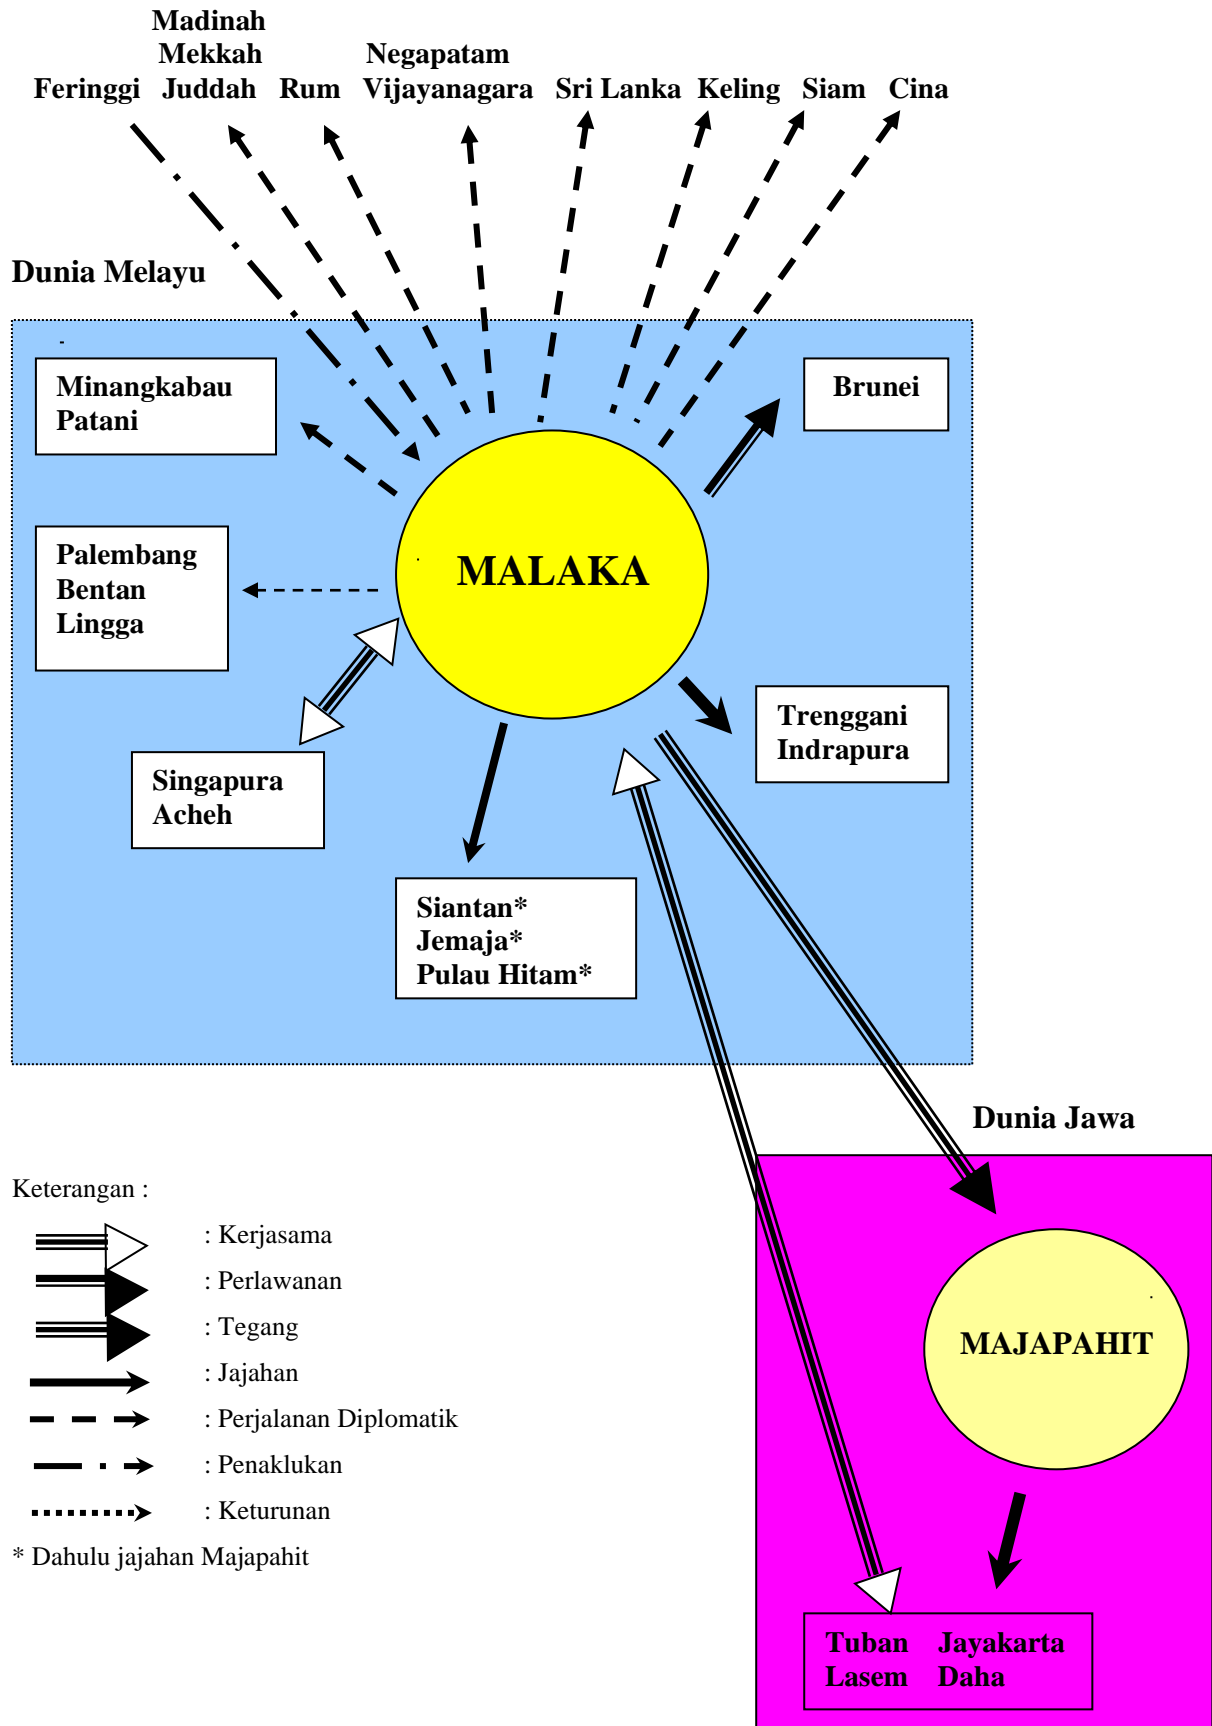 Madinah
Mekkah Negapatam
Feringgi Juddah Rum Vijayanagara Sri Lanka Keling Siam Cina
Dunia Melayu
Minangkabau
Patani
Brunei
Palembang
Bentan
Lingga
MALAKA
Trenggani
Indrapura
Singapura
Acheh
Siantan*
Jemaja*
Pulau Hitam*
Dunia Jawa
Keterangan :
: Kerjasama
: Perlawanan
: Tegang
: Jajahan
: Perjalanan Diplomatik
: Penaklukan
: Keturunan
* Dahulu jajahan Majapahit
MAJAPAHIT
Tuban Jayakarta
Lasem Daha